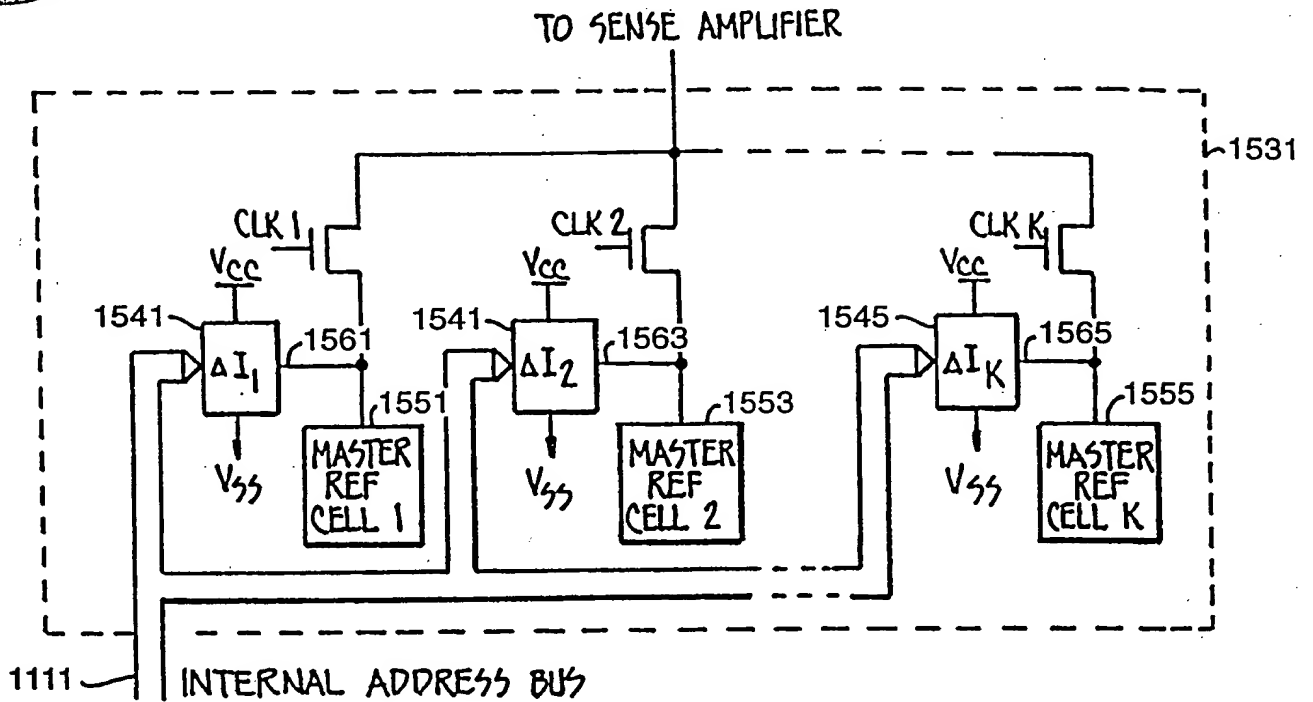 TO SENSE AMPLIFIER
1531
CLK 1
CLK 2
CLK K
VCC
VCC
VCC
1541
1561
1541
1563
1545
1565
ΔI1
ΔI2
ΔIK
1551
1553
1555
VSS
VSS
VSS
MASTER
REF
CELL 1
MASTER
REF
CELL 2
MASTER
REF
CELL K
1111
INTERNAL ADDRESS BUS